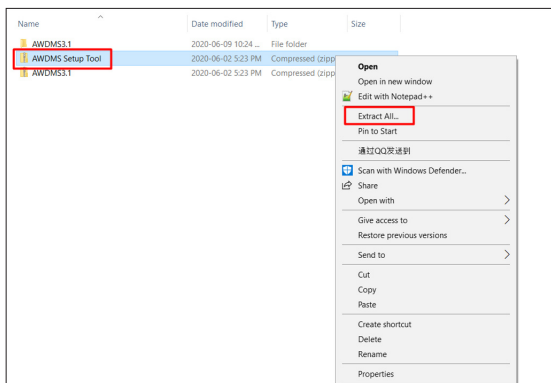 Name Date modified Type Size
AWDMS3.1 2020-06-09 10:24 ... File folder
AWDMS Setup Tool 2020-06-02 5:23 PM Compressed (zipp
AWDMS3.1 2020-06-02 5:23 PM Compressed (zipp
Open
Open in new window
Edit with Notepad++
Extract All...
Pin to Start
通过QQ发送到
Scan with Windows Defender...
Share
Open with
Give access to
Restore previous versions
Send to
Cut
Copy
Paste
Create shortcut
Delete
Rename
Properties